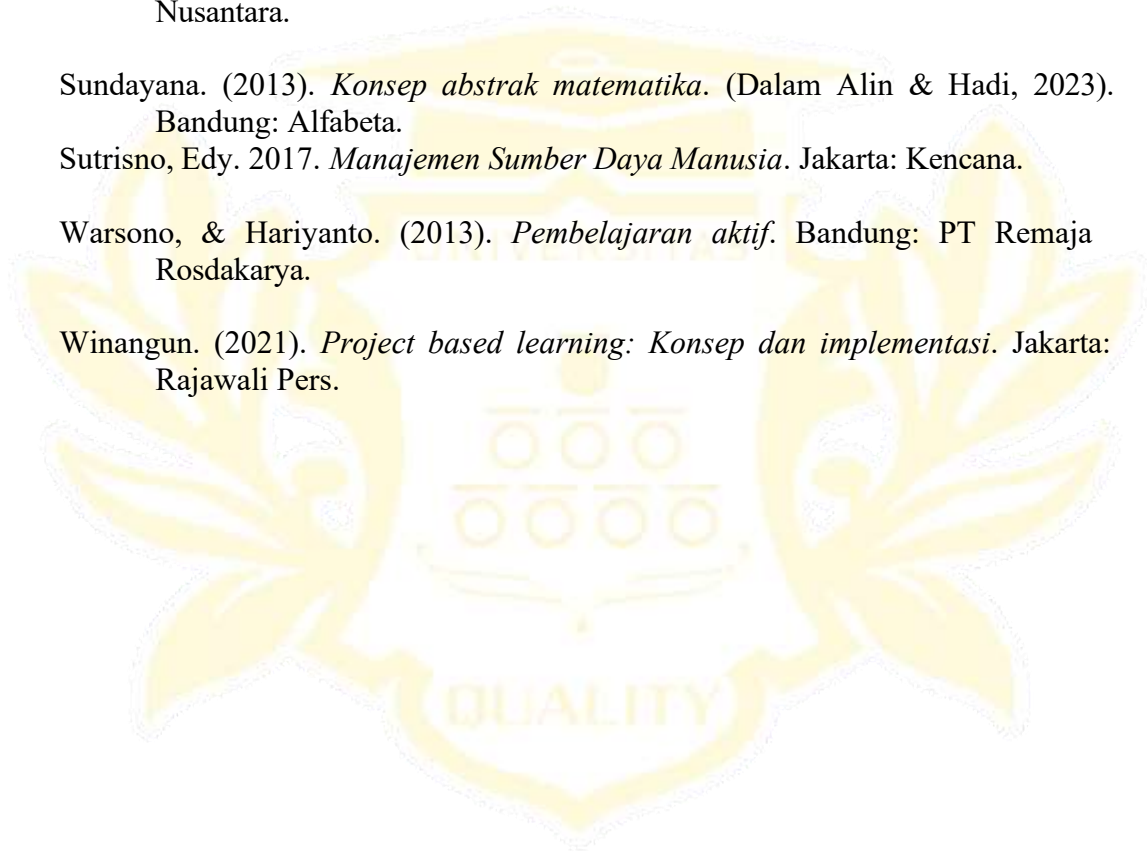 Nusantara.
Sundayana. (2013). Konsep abstrak matematika. (Dalam Alin & Hadi, 2023).
Bandung: Alfabeta.
Sutrisno, Edy. 2017. Manajemen Sumber Daya Manusia. Jakarta: Kencana.
Warsono, & Hariyanto. (2013). Pembelajaran aktif. Bandung: PT Remaja
Rosdakarya.
UNIVERSITAS
Winangun. (2021). Project based learning: Konsep dan implementasi. Jakarta:
Rajawali Pers.
QUALITY